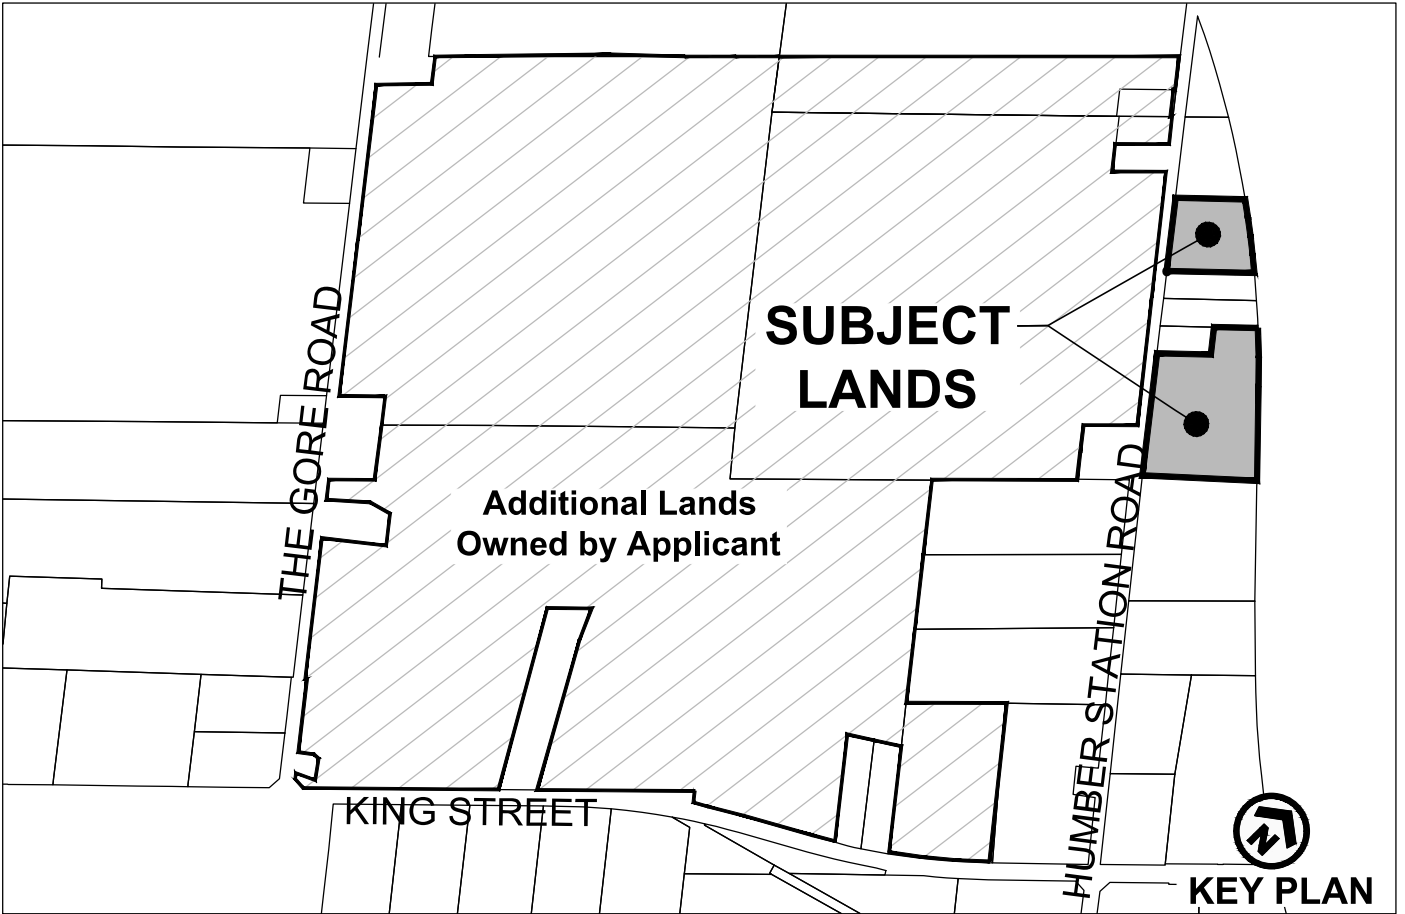 SUBJECT
LANDS
THE GORE ROAD
Additional Lands
Owned by Applicant
HUMBER STATION ROAD
KING STREET
N
KEY PLAN